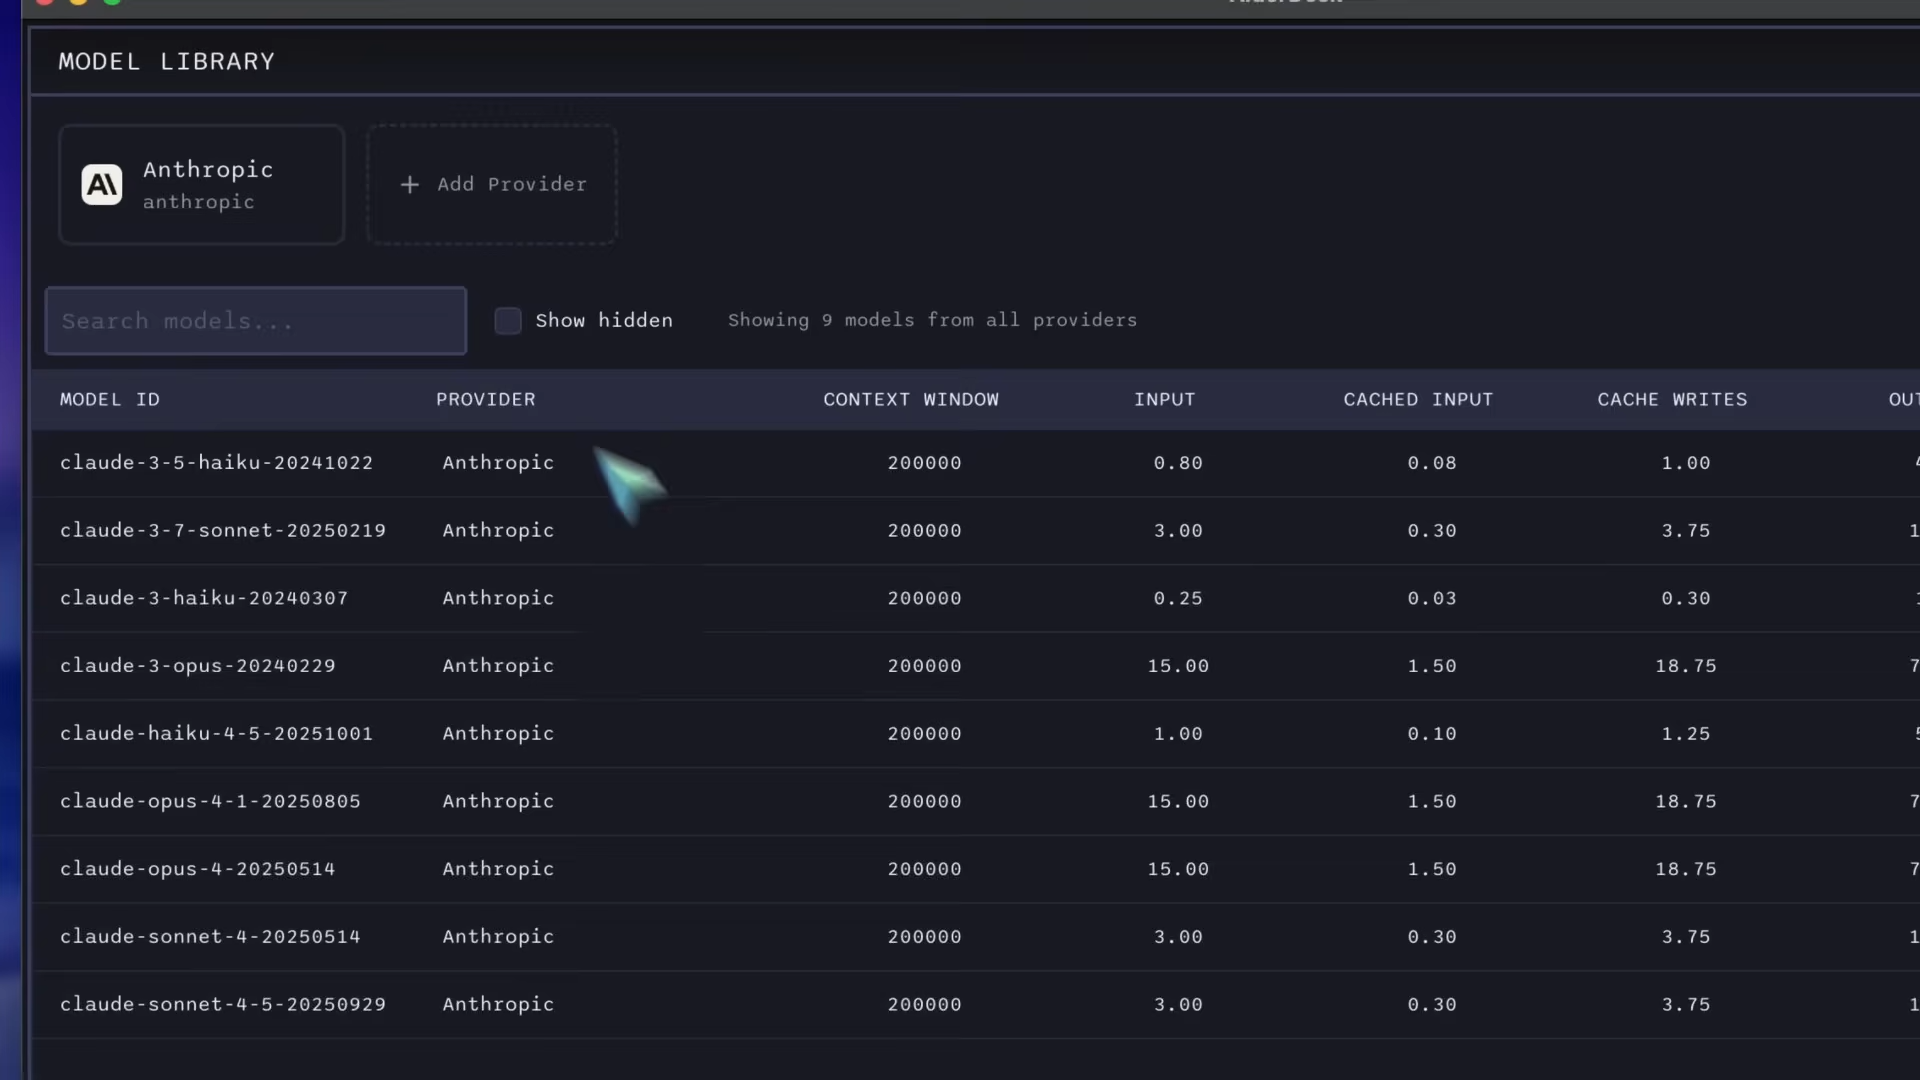 MODEL LIBRARY
Anthropic
anthropic
+ Add Provider
Search models...
Show hidden
Showing 9 models from all providers
MODEL ID PROVIDER CONTEXT WINDOW INPUT CACHED INPUT CACHE WRITES
claude-3-5-haiku-20241022 Anthropic 200000 0.80 0.08 1.00
claude-3-7-sonnet-20250219 Anthropic 200000 3.00 0.30 3.75
claude-3-haiku-20240307 Anthropic 200000 0.25 0.03 0.30
claude-3-opus-20240229 Anthropic 200000 15.00 1.50 18.75
claude-haiku-4-5-20251001 Anthropic 200000 1.00 0.10 1.25
claude-opus-4-1-20250805 Anthropic 200000 15.00 1.50 18.75
claude-opus-4-20250514 Anthropic 200000 15.00 1.50 18.75
claude-sonnet-4-20250514 Anthropic 200000 3.00 0.30 3.75
claude-sonnet-4-5-20250929 Anthropic 200000 3.00 0.30 3.75